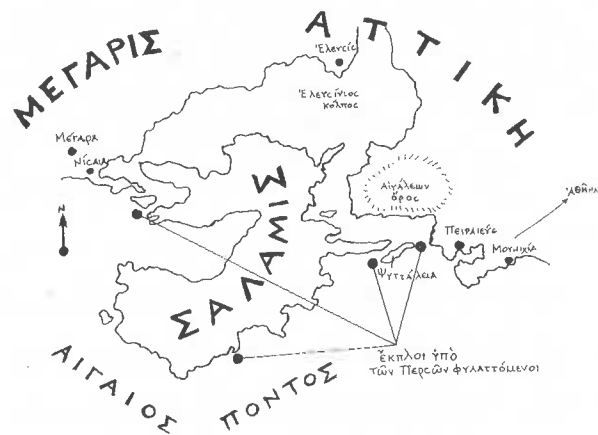 ΑΤΤΙΚΗ
ΜΕΓΑΡΙΣ
Ἐλευσίς
Ἐλευσίνιος
κόλπος
Μέγαρα
Νίσαια
Αἰγάλεων
ὄρος
Ἀθῆναι
N
ΣΑΛΑΜΙΣ
Πειραιεύς
Μουνιχία
Ψυττάλεια
ΑΙΓΑΙΟΣ ΠΟΝΤΟΣ
ἔκπλοι ὑπὸ
τῶν Περσῶν φυλαττόμενοι